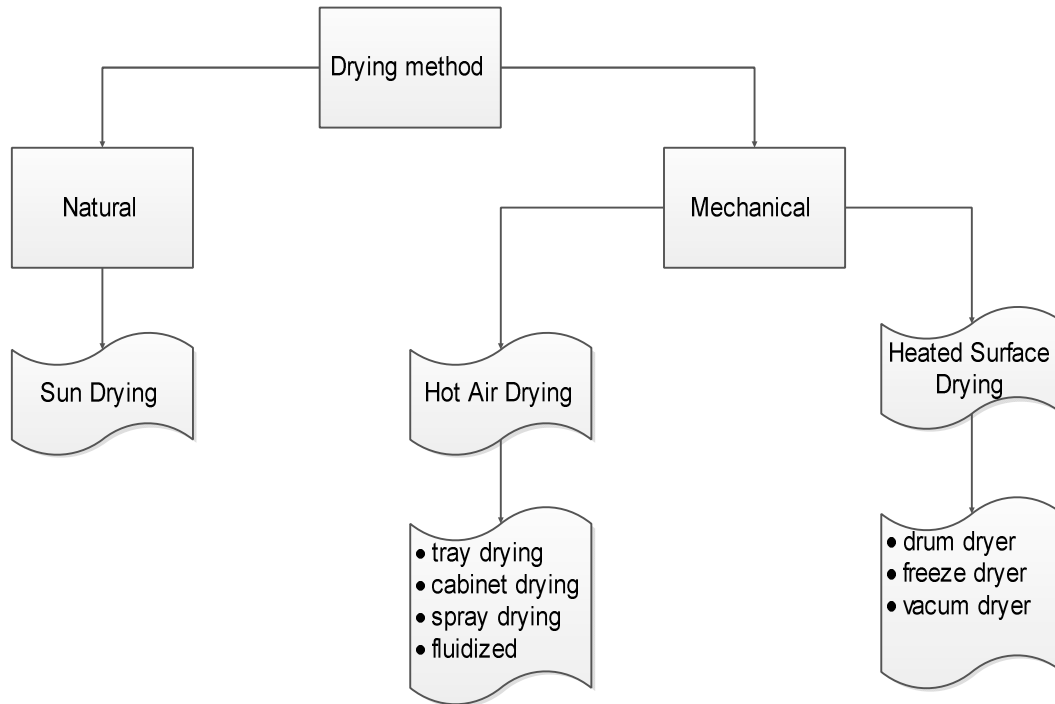 Drying method
Natural
Mechanical
Sun Drying
Hot Air Drying
Heated Surface
Drying
• tray drying
• cabinet drying
• spray drying
• fluidized
• drum dryer
• freeze dryer
• vacum dryer